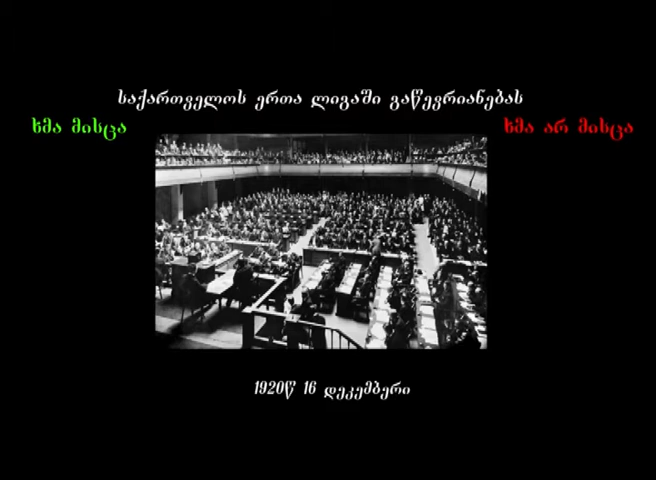 საქართველოს ერთა ლიგაში გაწევრიანებას
ხმა მისცა
ხმა არ მისცა
1920წ 16 დეკემბერი